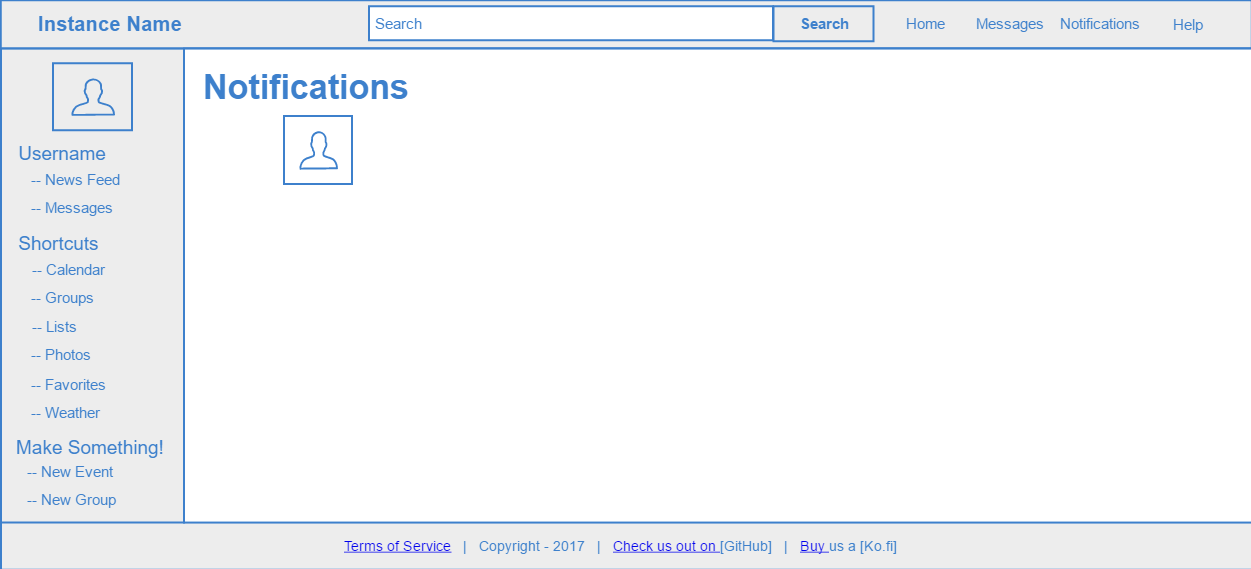 Instance Name
Search
Search
Home
Messages
Notifications
Help
Username
-- News Feed
-- Messages
Shortcuts
-- Calendar
-- Groups
-- Lists
-- Photos
-- Favorites
-- Weather
Make Something!
-- New Event
-- New Group
Notifications
Terms of Service | Copyright - 2017 | Check us out on [GitHub] | Buy us a [Ko.fi]